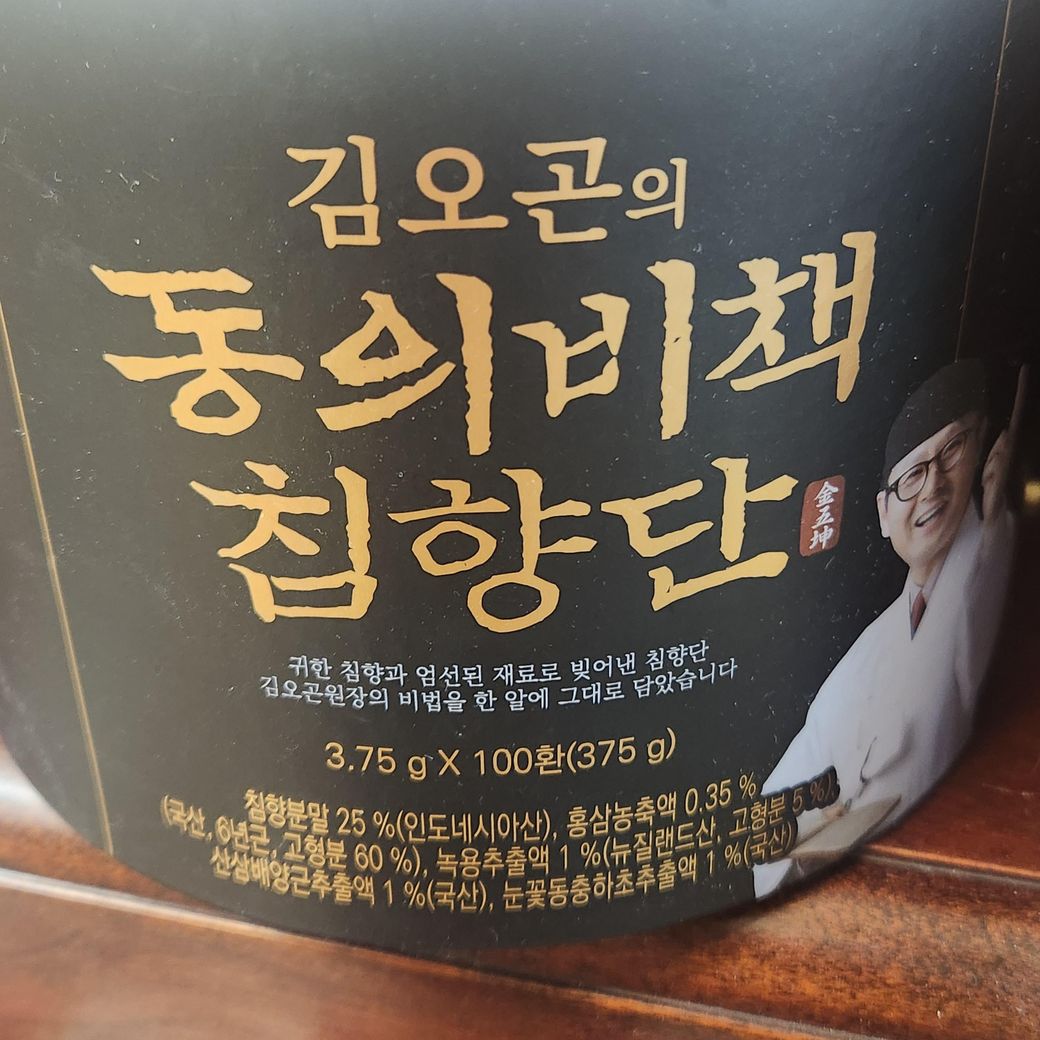 김오곤의
동의비책
침향단
金五坤
귀한 침향과 엄선된 재료로 빚어낸 침향단
김오곤원장의 비법을 한 알에 그대로 담았습니다
3.75 g X 100환(375 g)
침향분말 25 %(인도네시아산), 홍삼농축액 0.35 %
(국산, 6년근, 고형분 60 %), 녹용추출액 1 %(뉴질랜드산, 고형분 5 %),
산삼배양근추출액 1 %(국산), 눈꽃동충하초추출액 1 %(국산)